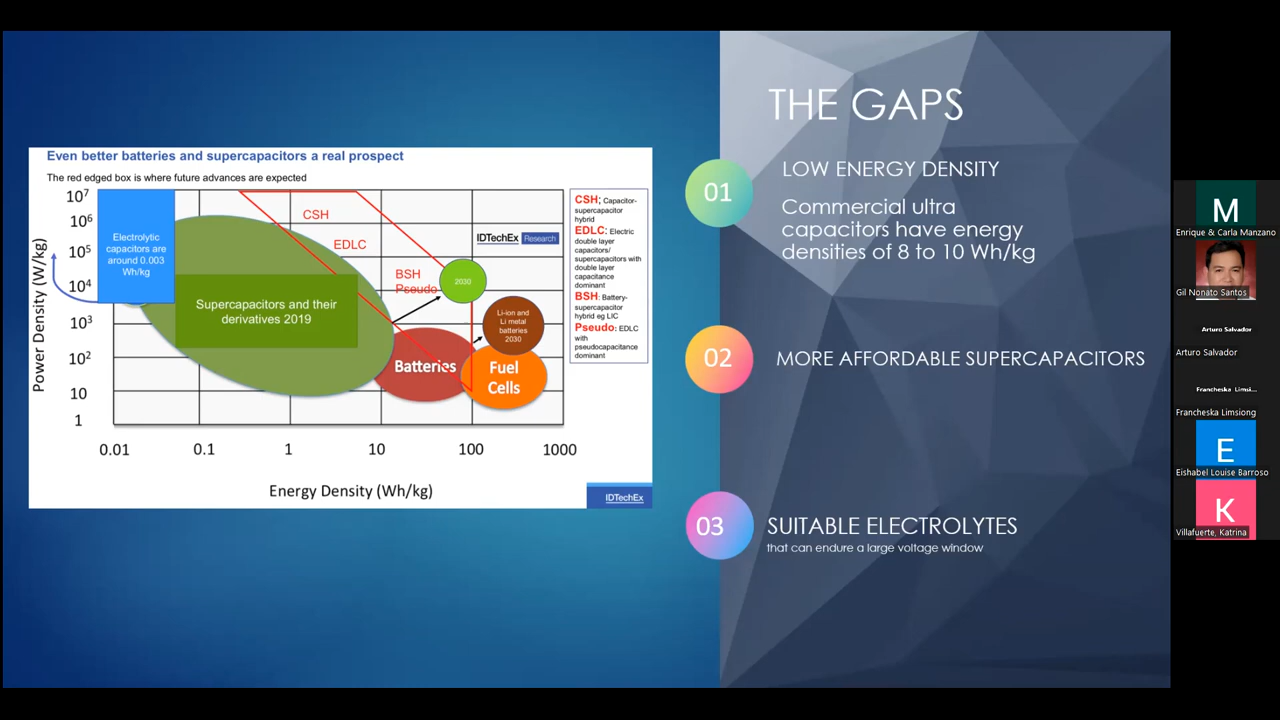 Even better batteries and supercapacitors a real prospect
The red edged box is where future advances are expected
Power Density (W/kg)
10⁷
10⁶
10⁵
10⁴
10³
10²
10
1
Electrolytic
capacitors are
around 0.003
Wh/kg
Supercapacitors and their
derivatives 2019
CSH
EDLC
BSH
Pseudo
IDTechEx Research
2030
Li-ion and
Li metal
batteries
2030
Batteries
Fuel
Cells
0.01 0.1 1 10 100 1000
Energy Density (Wh/kg)
CSH; Capacitor-
supercapacitor
hybrid
EDLC: Electric
double layer
capacitors/
supercapacitors with
double layer
capacitance
dominant
BSH: Battery-
supercapacitor
hybrid eg LIC
Pseudo: EDLC
with
pseudocapacitance
dominant
IDTechEx
THE GAPS
01
LOW ENERGY DENSITY
Commercial ultra
capacitors have energy
densities of 8 to 10 Wh/kg
02
MORE AFFORDABLE SUPERCAPACITORS
03
SUITABLE ELECTROLYTES
that can endure a large voltage window
M
Enrique & Carla Manzano
Gil Nonato Santos
Arturo Salvador
Arturo Salvador
Francheska Limsi...
Francheska Limsiong
E
Eishabel Louise Barroso
K
Villafuerte, Katrina